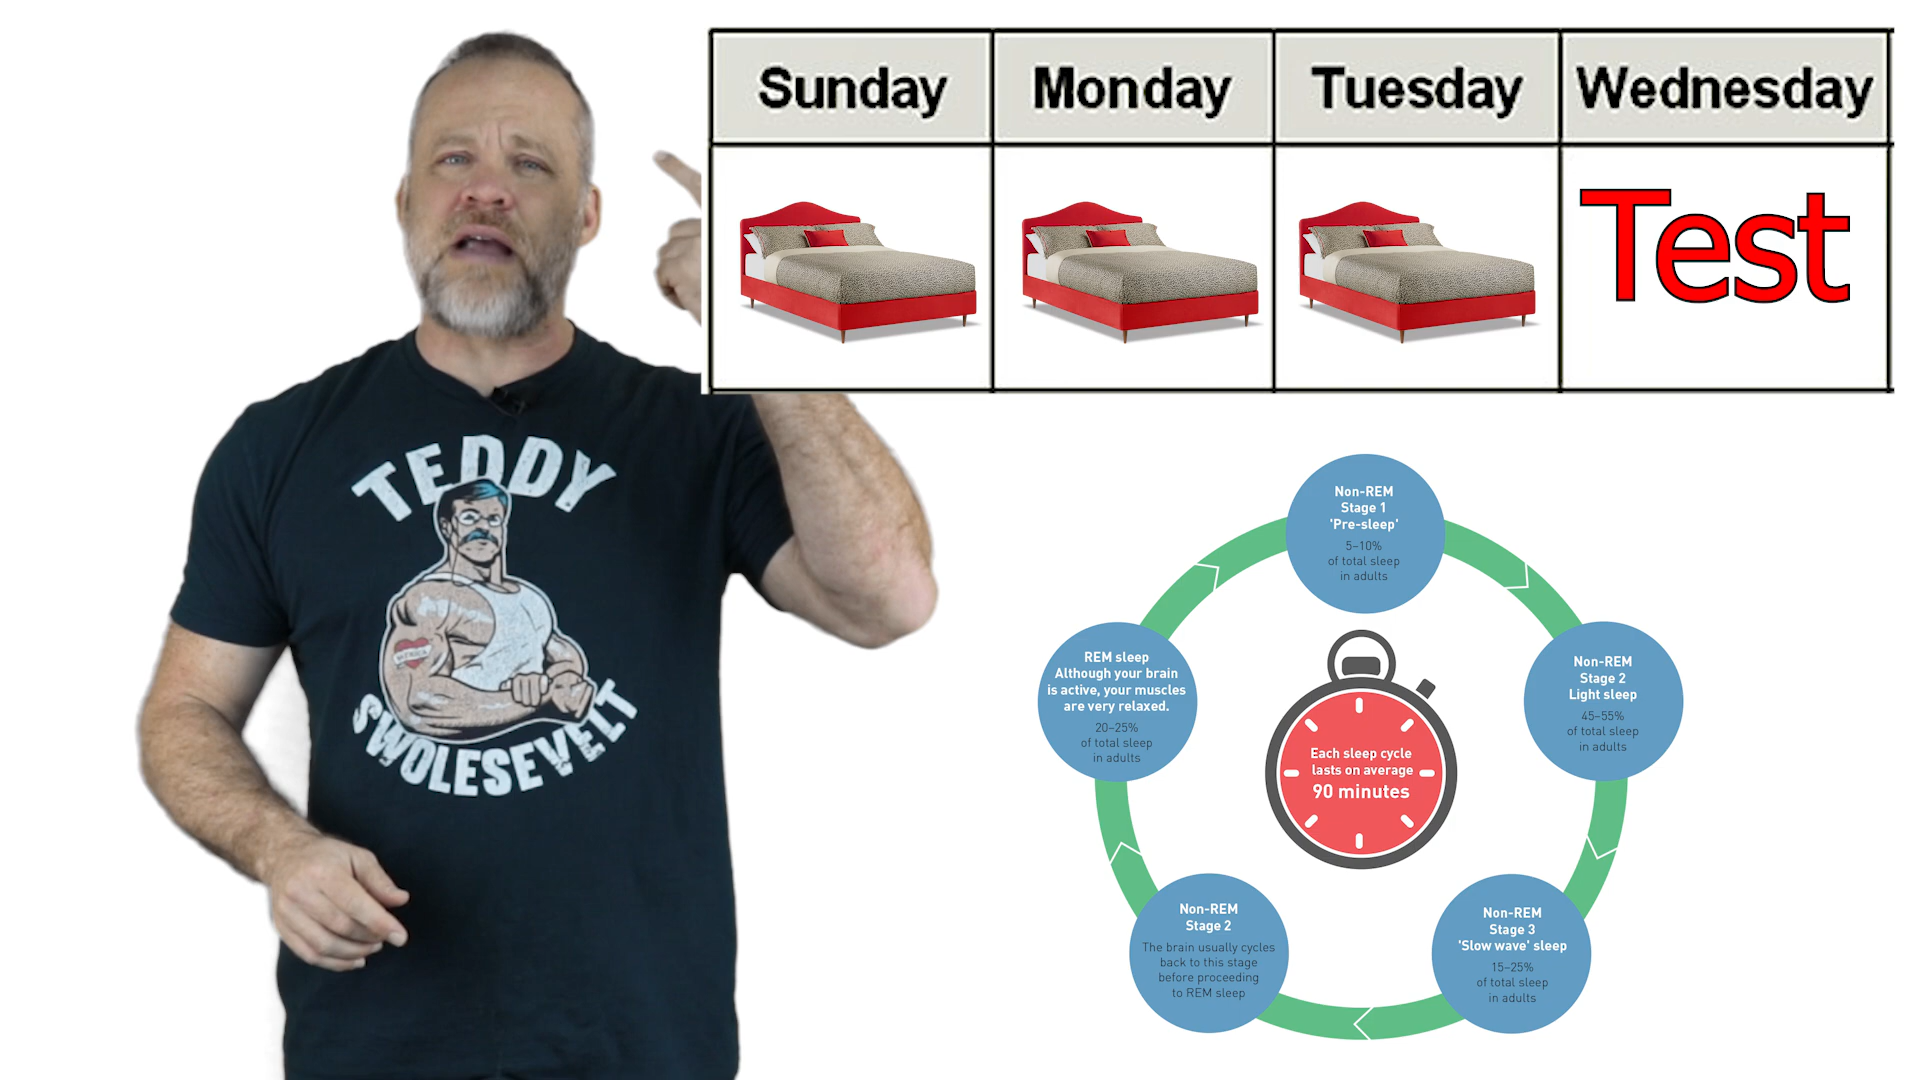 Sunday Monday Tuesday Wednesday
Test
TEDDY
SWOLESEVELT
Non-REM
Stage 1
'Pre-sleep'
5–10%
of total sleep
in adults
Non-REM
Stage 2
Light sleep
45–55%
of total sleep
in adults
Non-REM
Stage 3
'Slow wave' sleep
15–25%
of total sleep
in adults
Non-REM
Stage 2
The brain usually cycles
back to this stage
before proceeding
to REM sleep
REM sleep
Although your brain
is active, your muscles
are very relaxed.
20–25%
of total sleep
in adults
Each sleep cycle
lasts on average
90 minutes